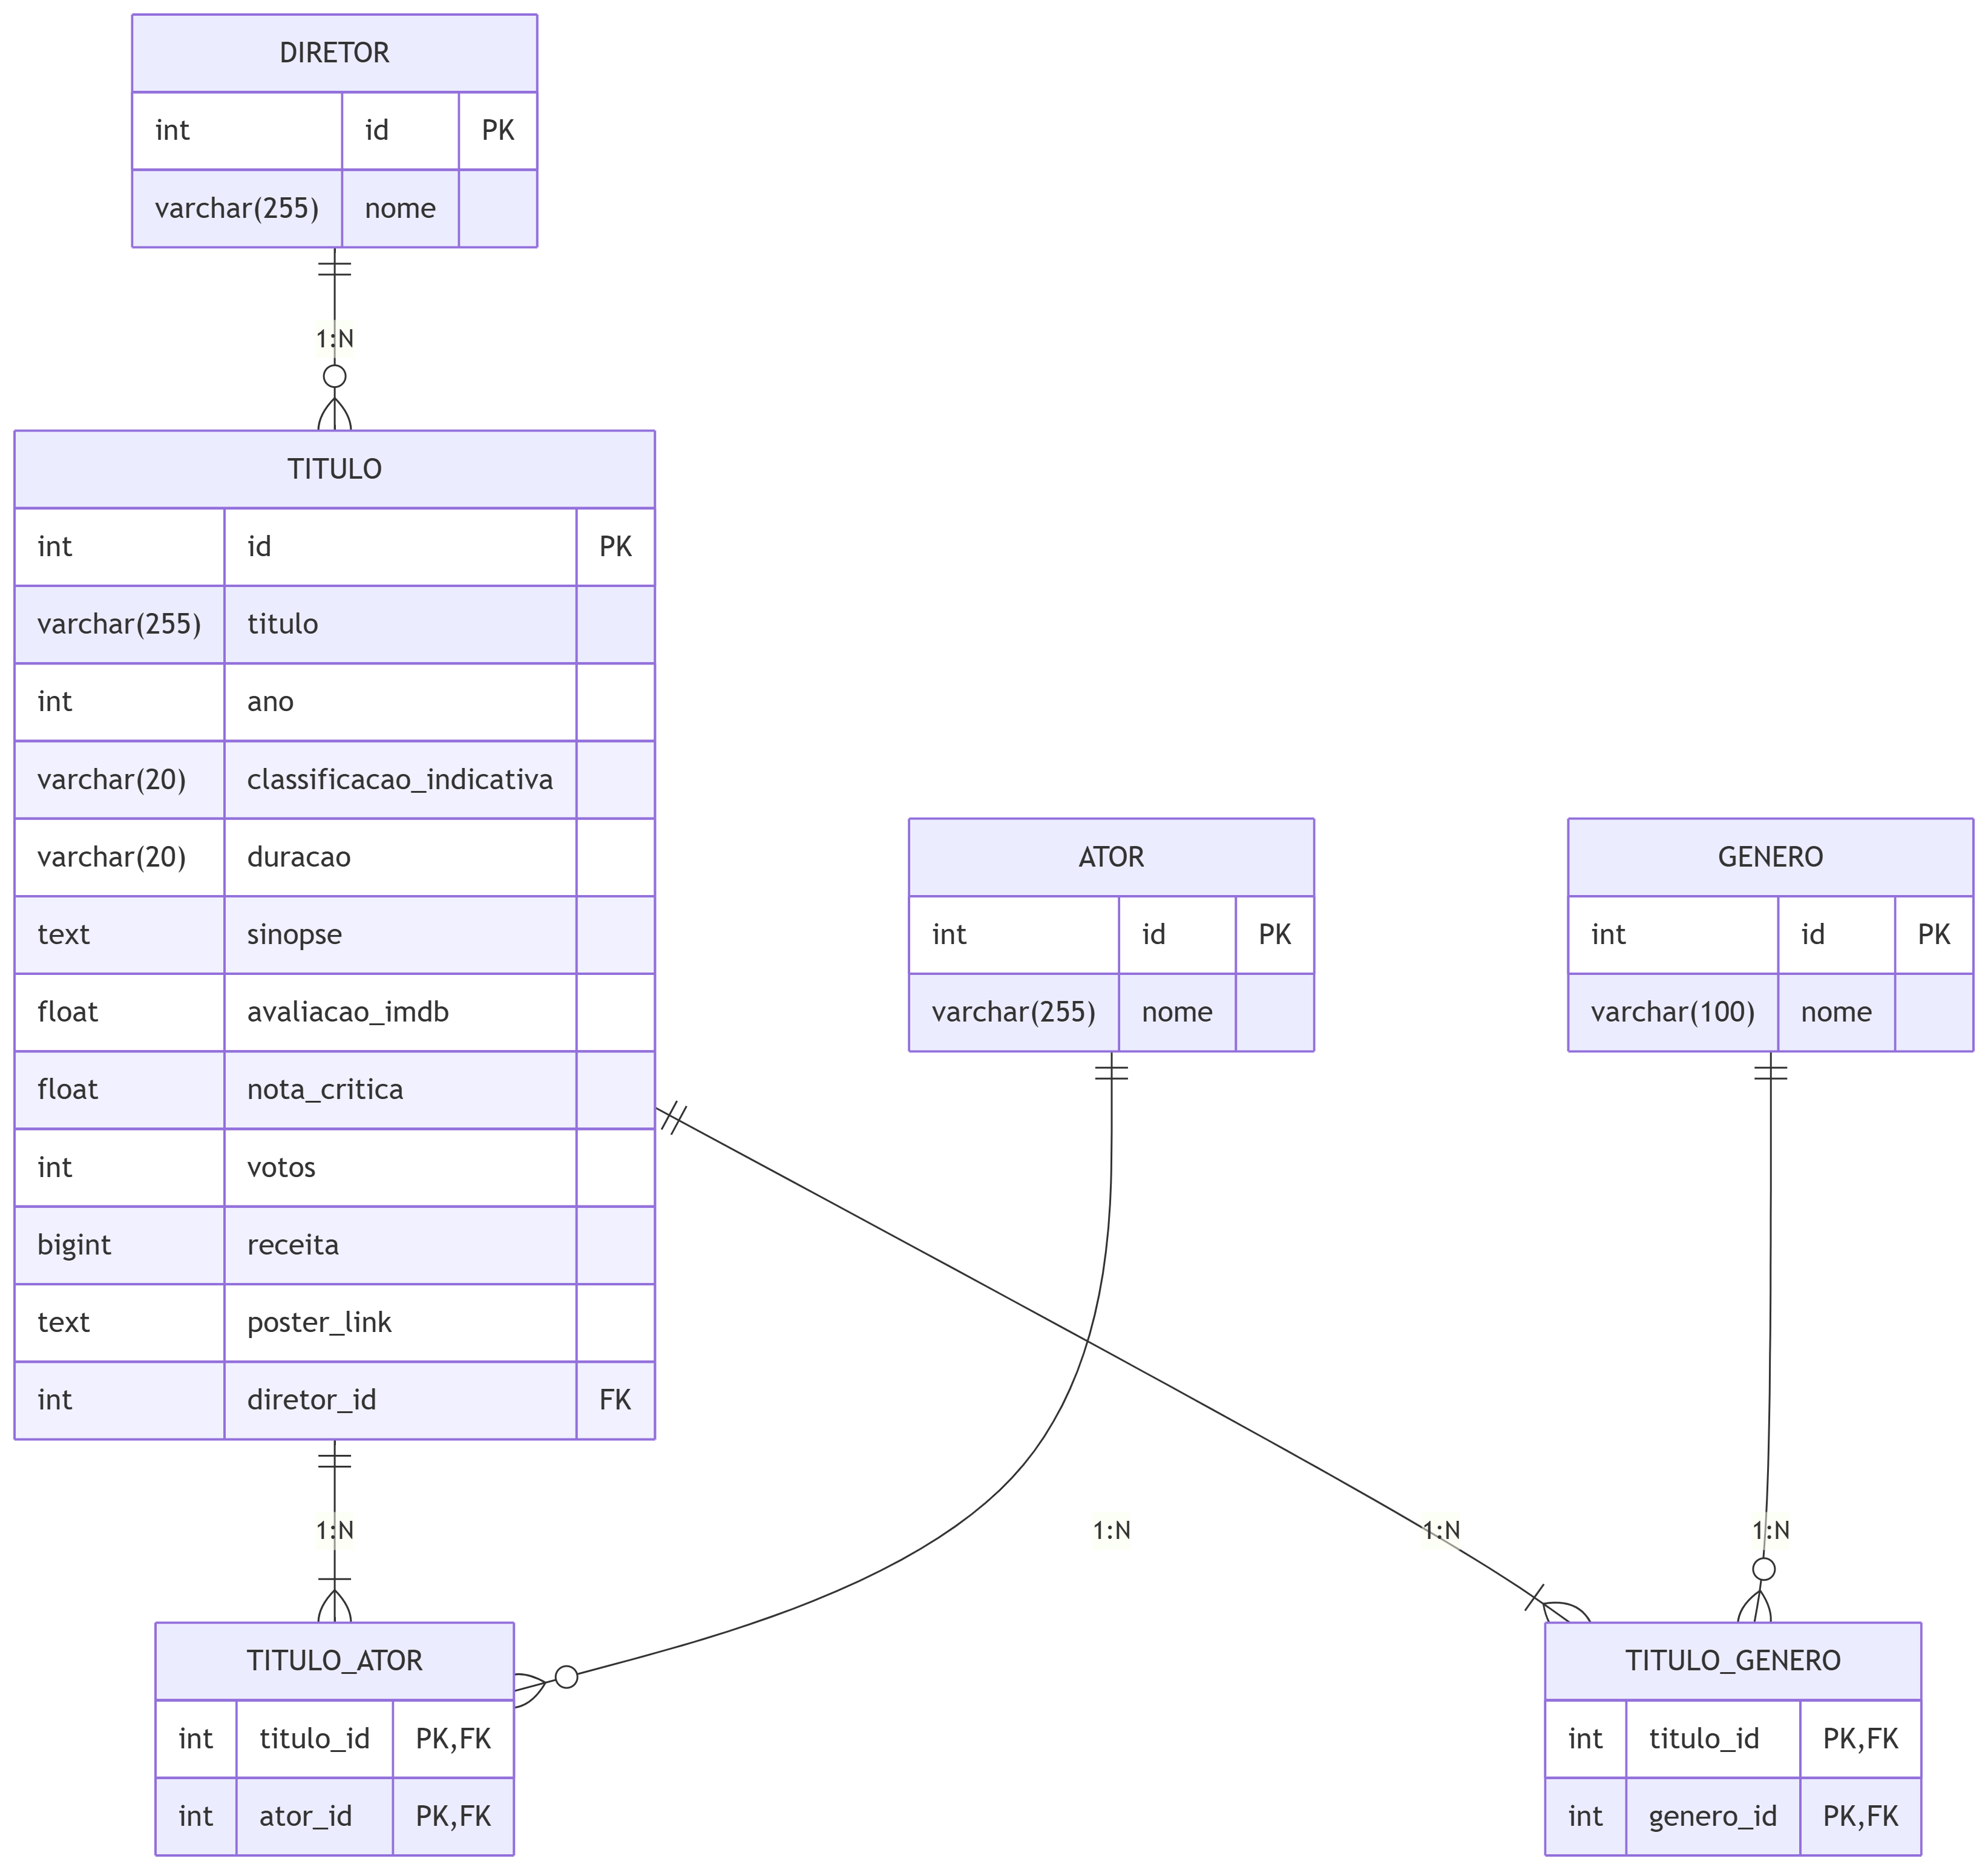 DIRETOR
int id PK
varchar(255) nome
1:N
TITULO
int id PK
varchar(255) titulo
int ano
varchar(20) classificacao_indicativa
varchar(20) duracao
text sinopse
float avaliacao_imdb
float nota_critica
int votos
bigint receita
text poster_link
int diretor_id FK
ATOR
int id PK
varchar(255) nome
GENERO
int id PK
varchar(100) nome
1:N
1:N
1:N
1:N
TITULO_ATOR
int titulo_id PK,FK
int ator_id PK,FK
TITULO_GENERO
int titulo_id PK,FK
int genero_id PK,FK